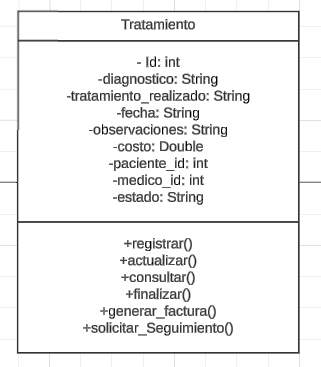 Tratamiento
- Id: int
-diagnostico: String
-tratamiento_realizado: String
-fecha: String
-observaciones: String
-costo: Double
-paciente_id: int
-medico_id: int
-estado: String
+registrar()
+actualizar()
+consultar()
+finalizar()
+generar_factura()
+solicitar_Seguimiento()